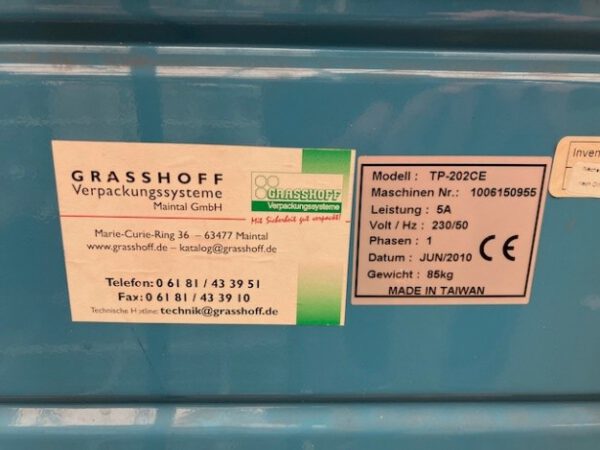 GRASSHOFF
Verpackungssysteme
Maintal GmbH
GRASSHOFF
Verpackungssysteme
Mit Sicherheit gut verpackt!
Marie-Curie-Ring 36 – 63477 Maintal
www.grasshoff.de – katalog@grasshoff.de
Telefon: 0 61 81 / 43 39 51
Fax: 0 61 81 / 43 39 10
Technische Hotline: technik@grasshoff.de
Modell : TP-202CE
Maschinen Nr.: 1006150955
Leistung : 5A
Volt / Hz : 230/50
Phasen : 1
Datum : JUN/2010
Gewicht : 85kg
CE
MADE IN TAIWAN
Inven